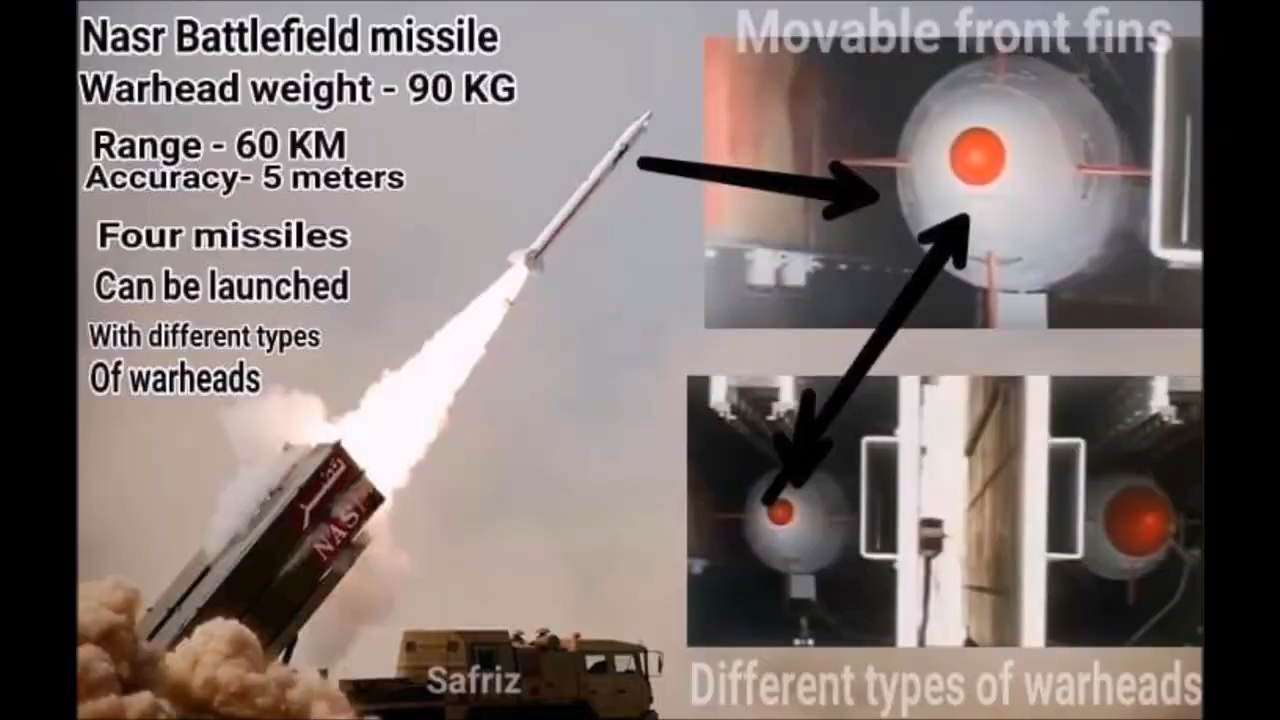 Nasr Battlefield missile
Warhead weight - 90 KG
Range - 60 KM
Accuracy- 5 meters
Four missiles
Can be launched
With different types
Of warheads
Movable front fins
نصر
NASR
Safriz
Different types of warheads